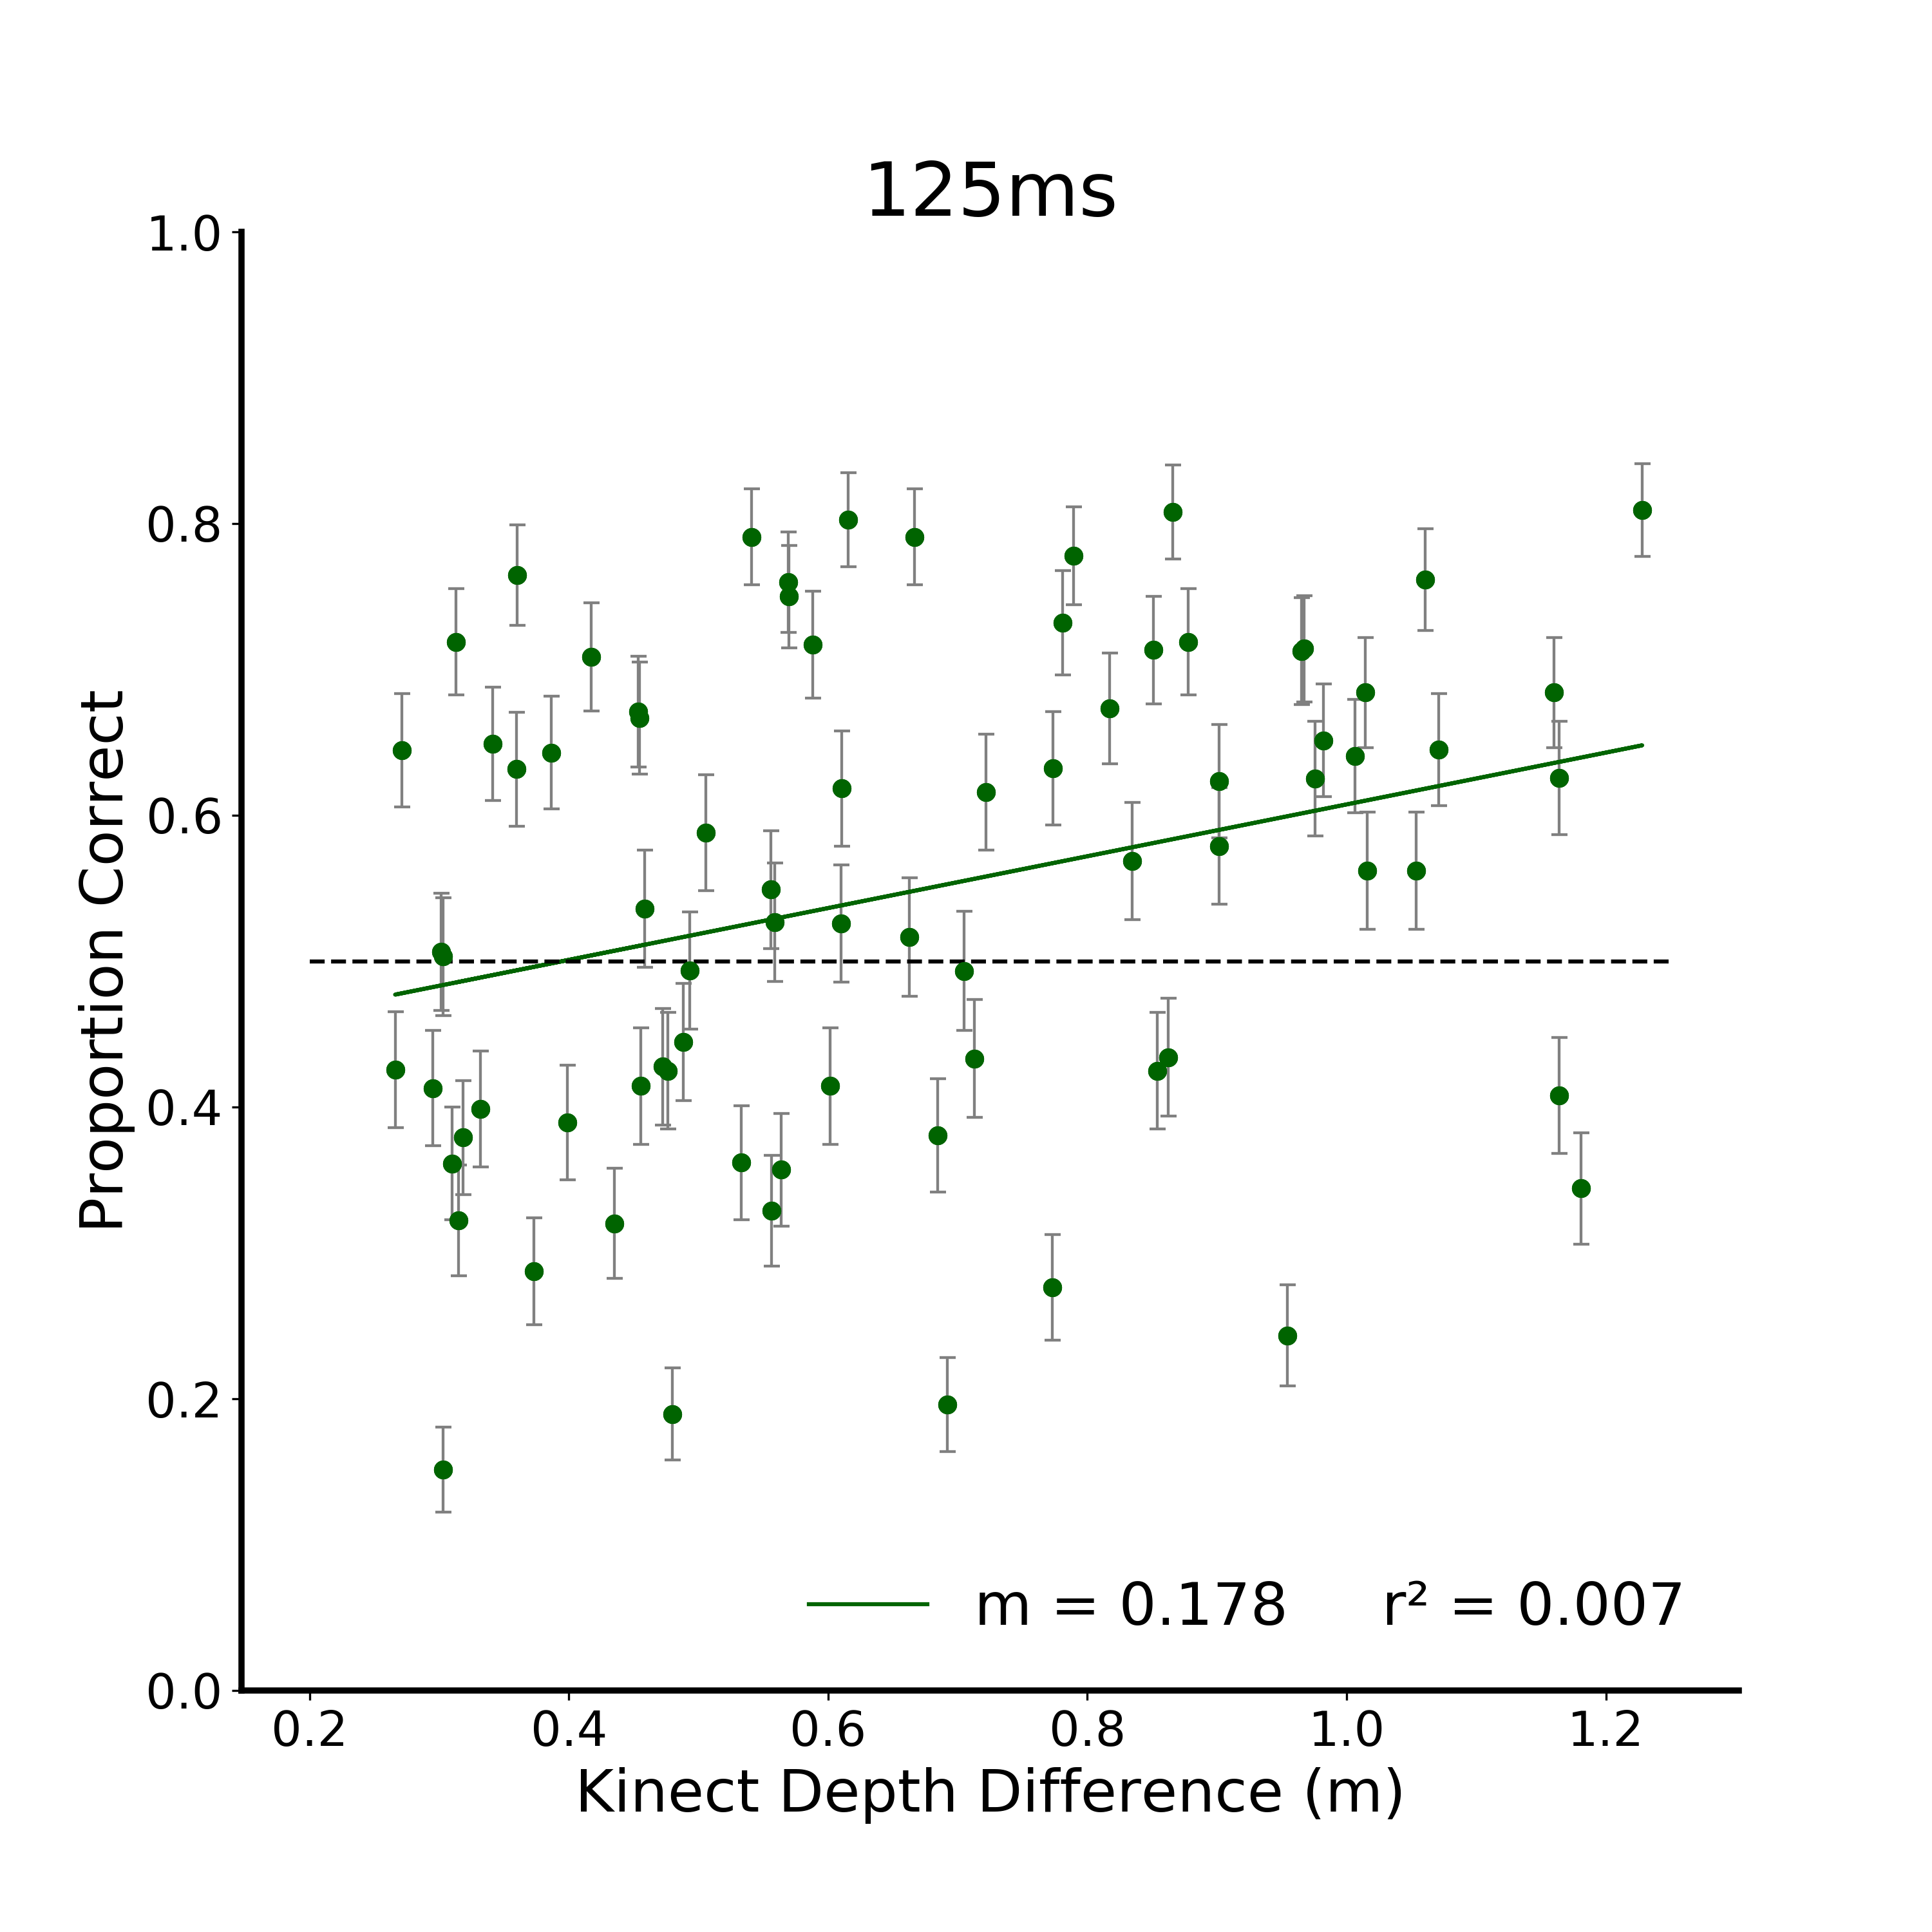 125ms
1.0
0.8
0.6
0.4
0.2
0.0
Proportion Correct
m = 0.178 r² = 0.007
0.2 0.4 0.6 0.8 1.0 1.2
Kinect Depth Difference (m)